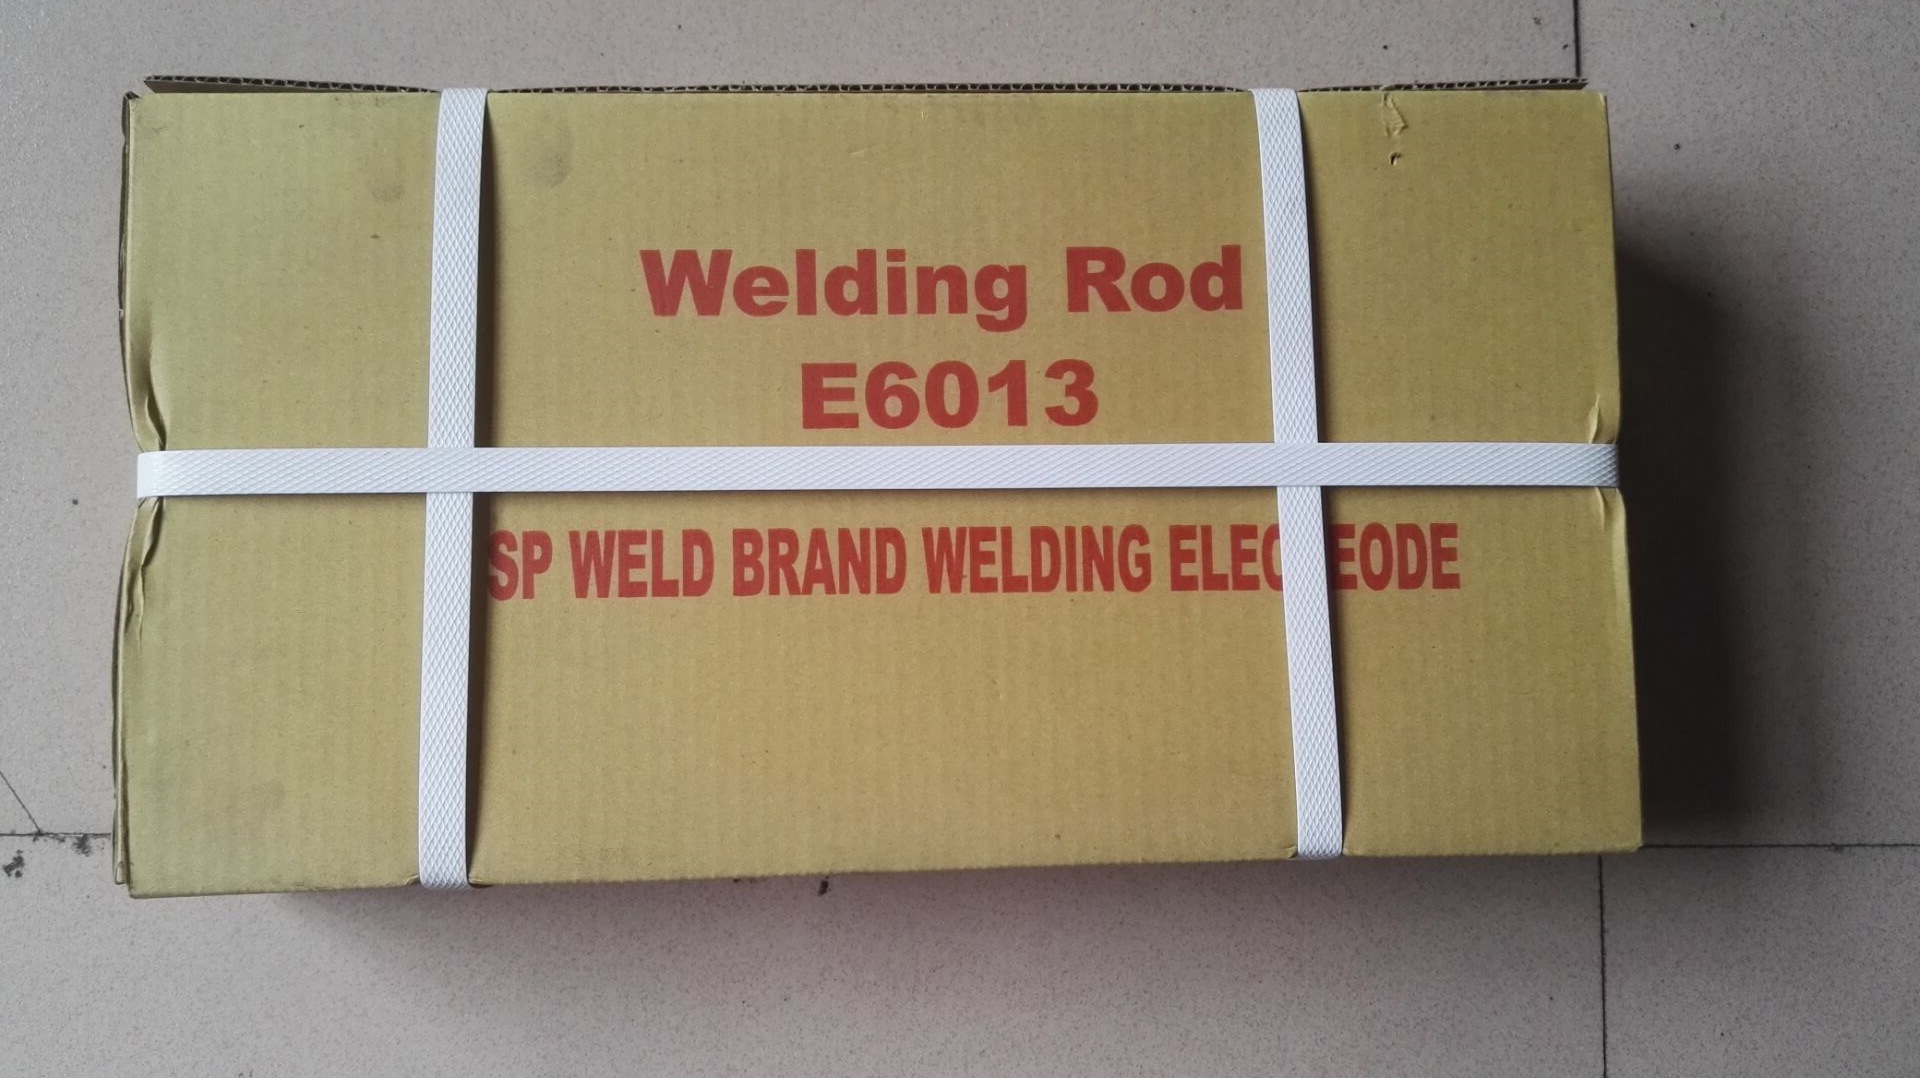 Welding Rod
E6013
SP WELD BRAND WELDING